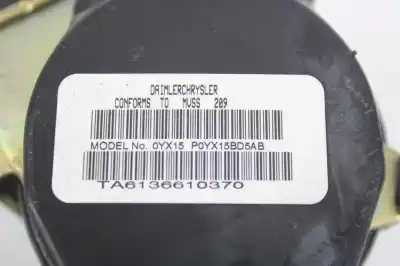 DAIMLERCHRYSLER
CONFORMS TO MVSS 209
MODEL No. 0YX15 P0YX15BD5AB
TA6136610370